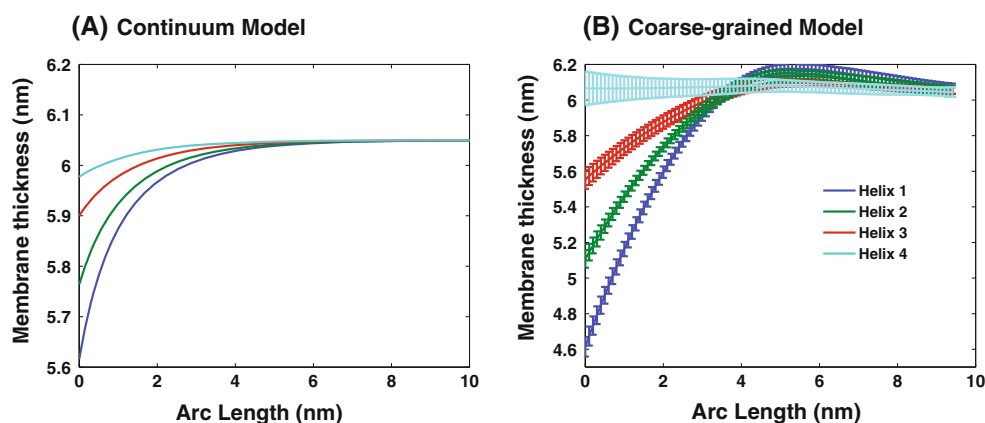 (A) Continuum Model
Membrane thickness (nm)
6.2
6.1
6
5.9
5.8
5.7
5.6
0
2
4
6
8
10
Arc Length (nm)
(B) Coarse-grained Model
Membrane thickness (nm)
6.2
6
5.8
5.6
5.4
5.2
5
4.8
4.6
0
2
4
6
8
10
Arc Length (nm)
Helix 1
Helix 2
Helix 3
Helix 4